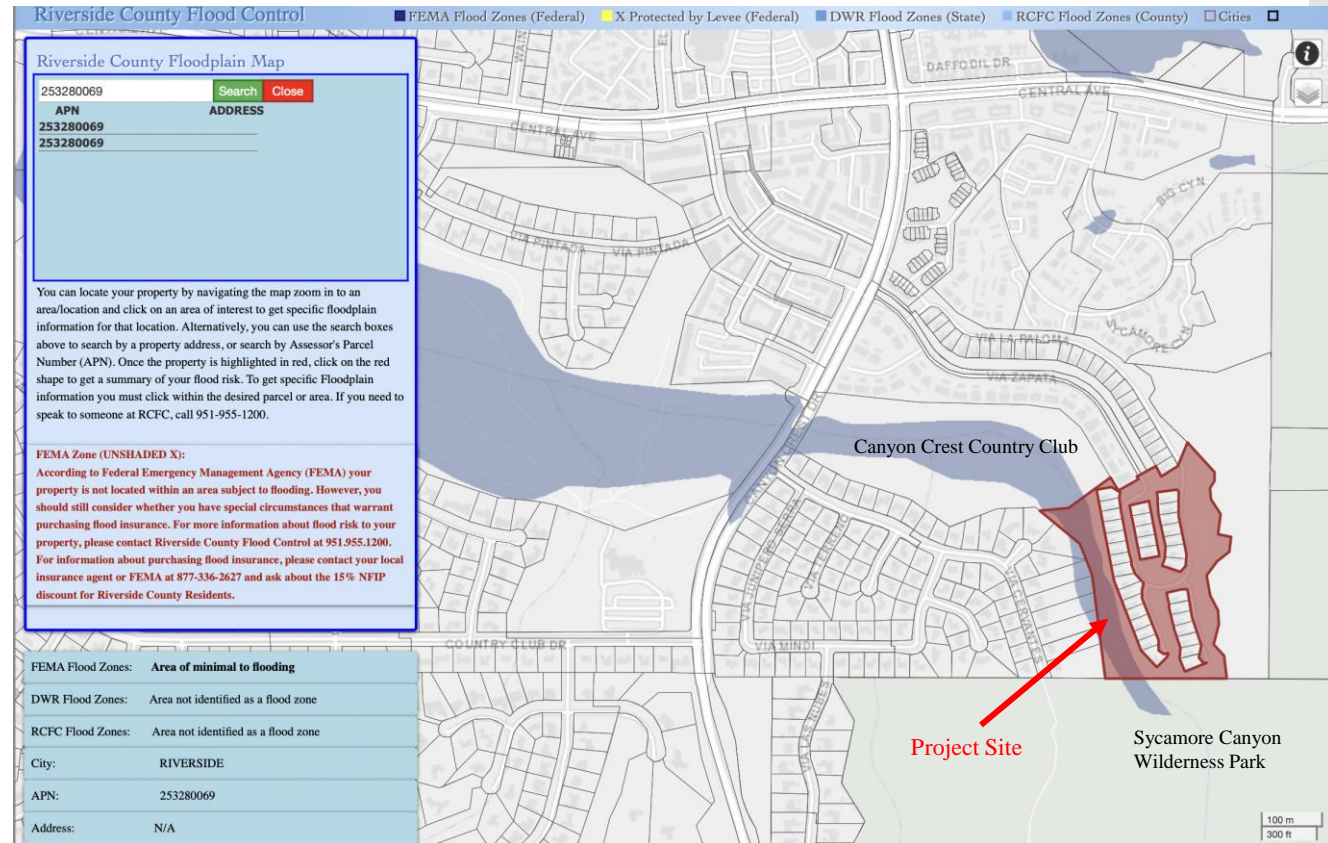 Riverside County Flood Control
FEMA Flood Zones (Federal) X Protected by Levee (Federal) DWR Flood Zones (State) RCFC Flood Zones (County) Cities
Riverside County Floodplain Map
253280069 Search Close
APN ADDRESS
253280069
253280069
You can locate your property by navigating the map zoom in to an
area/location and click on an area of interest to get specific floodplain
information for that location. Alternatively, you can use the search boxes
above to search by a property address, or search by Assessor's Parcel
Number (APN). Once the property is highlighted in red, click on the red
shape to get a summary of your flood risk. To get specific Floodplain
information you must click within the desired parcel or area. If you need to
speak to someone at RCFC, call 951-955-1200.
FEMA Zone (UNSHADED X):
According to Federal Emergency Management Agency (FEMA) your
property is not located within an area subject to flooding. However, you
should still consider whether you have special circumstances that warrant
purchasing flood insurance. For more information about flood risk to your
property, please contact Riverside County Flood Control at 951.955.1200.
For information about purchasing flood insurance, please contact your local
insurance agent or FEMA at 877-336-2627 and ask about the 15% NFIP
discount for Riverside County Residents.
FEMA Flood Zones: Area of minimal to flooding
DWR Flood Zones: Area not identified as a flood zone
RCFC Flood Zones: Area not identified as a flood zone
City: RIVERSIDE
APN: 253280069
Address: N/A
DAFFODIL DR
CENTRAL AVE
CENTRAL AVE
BIG CYN
VIA PINTADA
VIA PINTADA
SYCAMORE CYN
VIA LA PALOMA
VIA ZAPATA
CANYON CREST DR
Canyon Crest Country Club
VIA JUNIPERO SERRA
VIA TERRENO
VIA CERVANTES
COUNTRY CLUB DR
VIA MINDI
VIA LAS NUBES
Project Site
Sycamore Canyon
Wilderness Park
100 m
300 ft